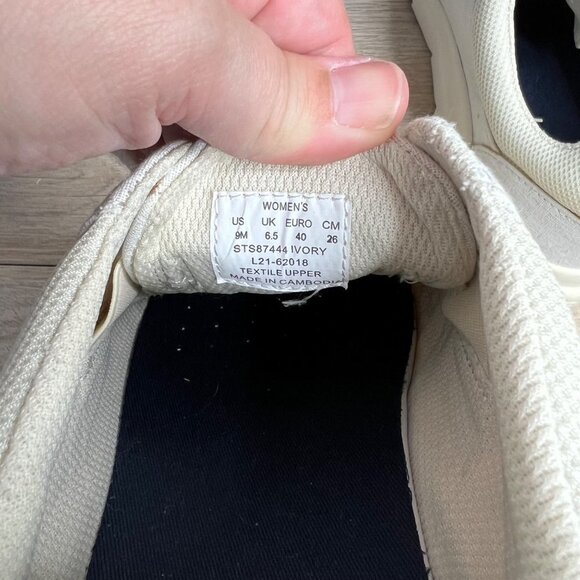 WOMEN'S
US UK EURO CM
9M 6.5 40 26
STS87444 IVORY
L21-62018
TEXTILE UPPER
MADE IN CAMBODIA